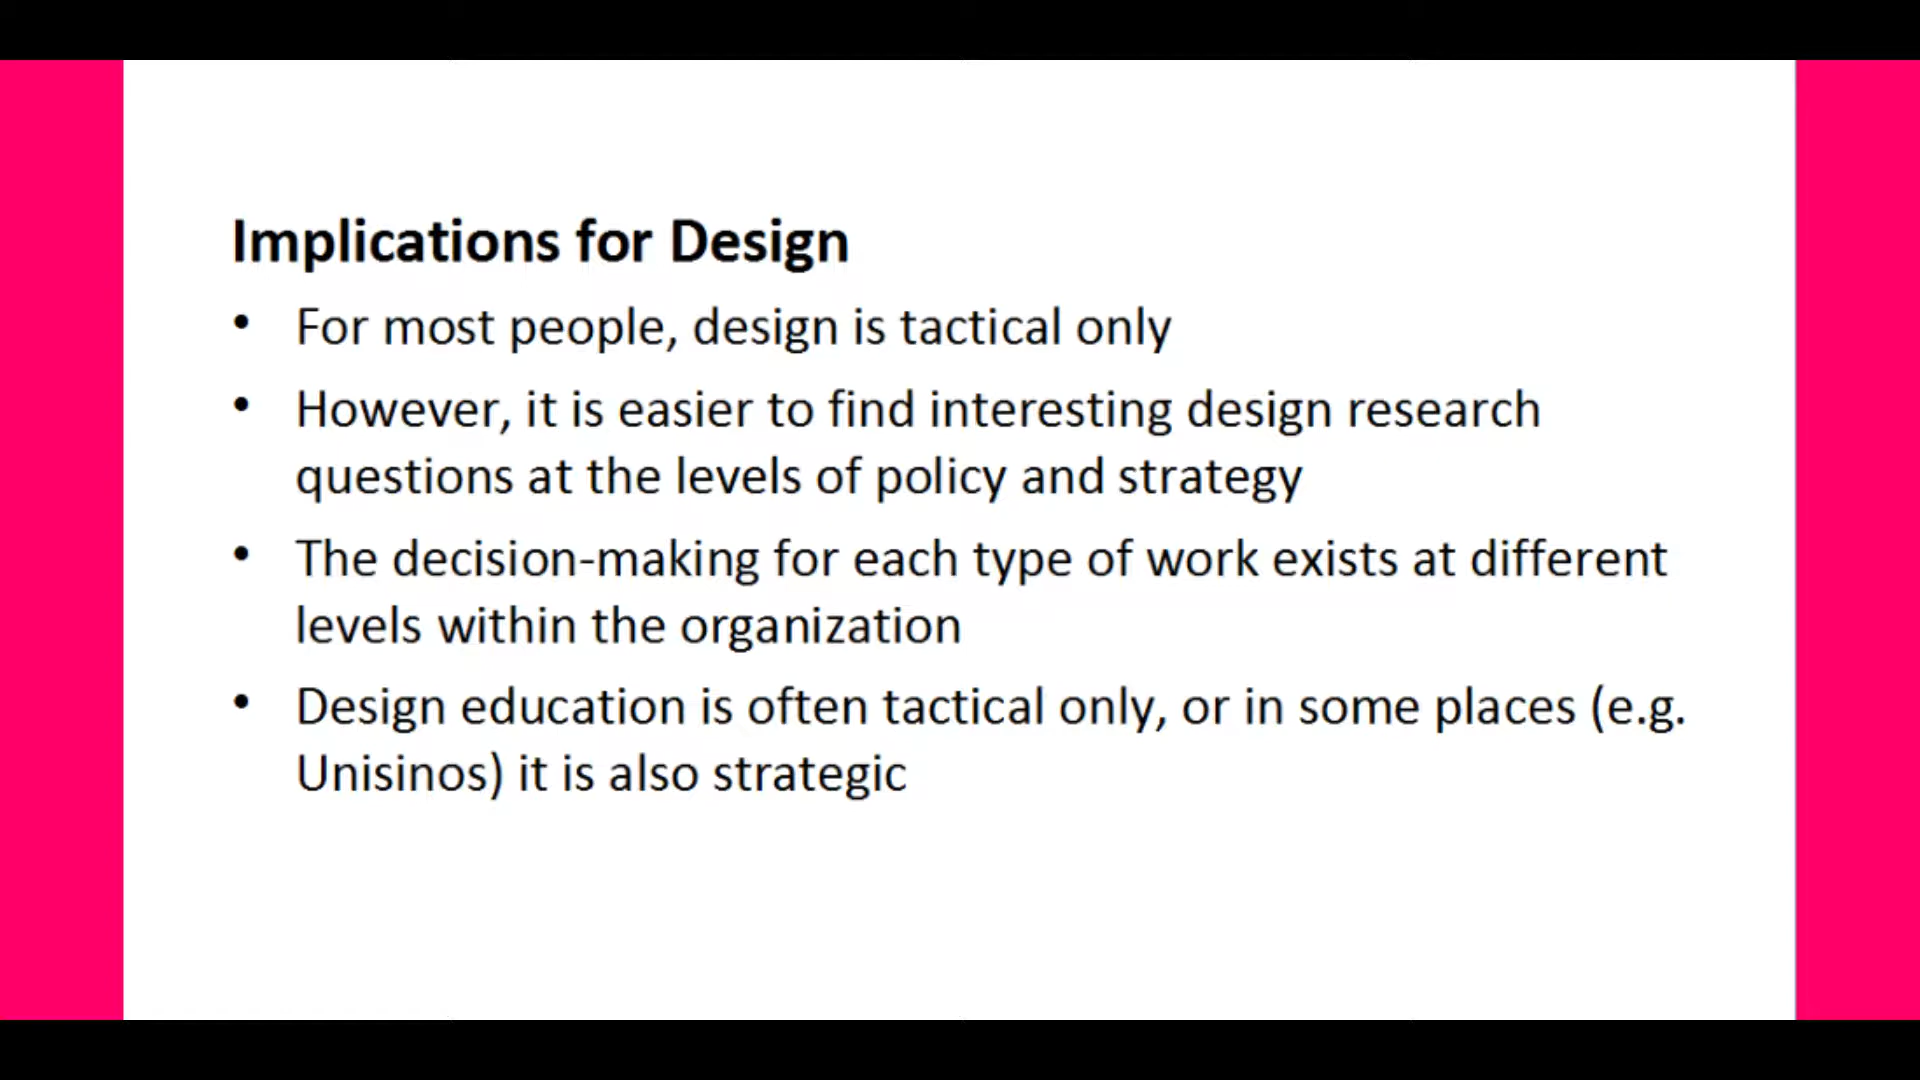 Implications for Design
• For most people, design is tactical only
• However, it is easier to find interesting design research
questions at the levels of policy and strategy
• The decision-making for each type of work exists at different
levels within the organization
• Design education is often tactical only, or in some places (e.g.
Unisinos) it is also strategic